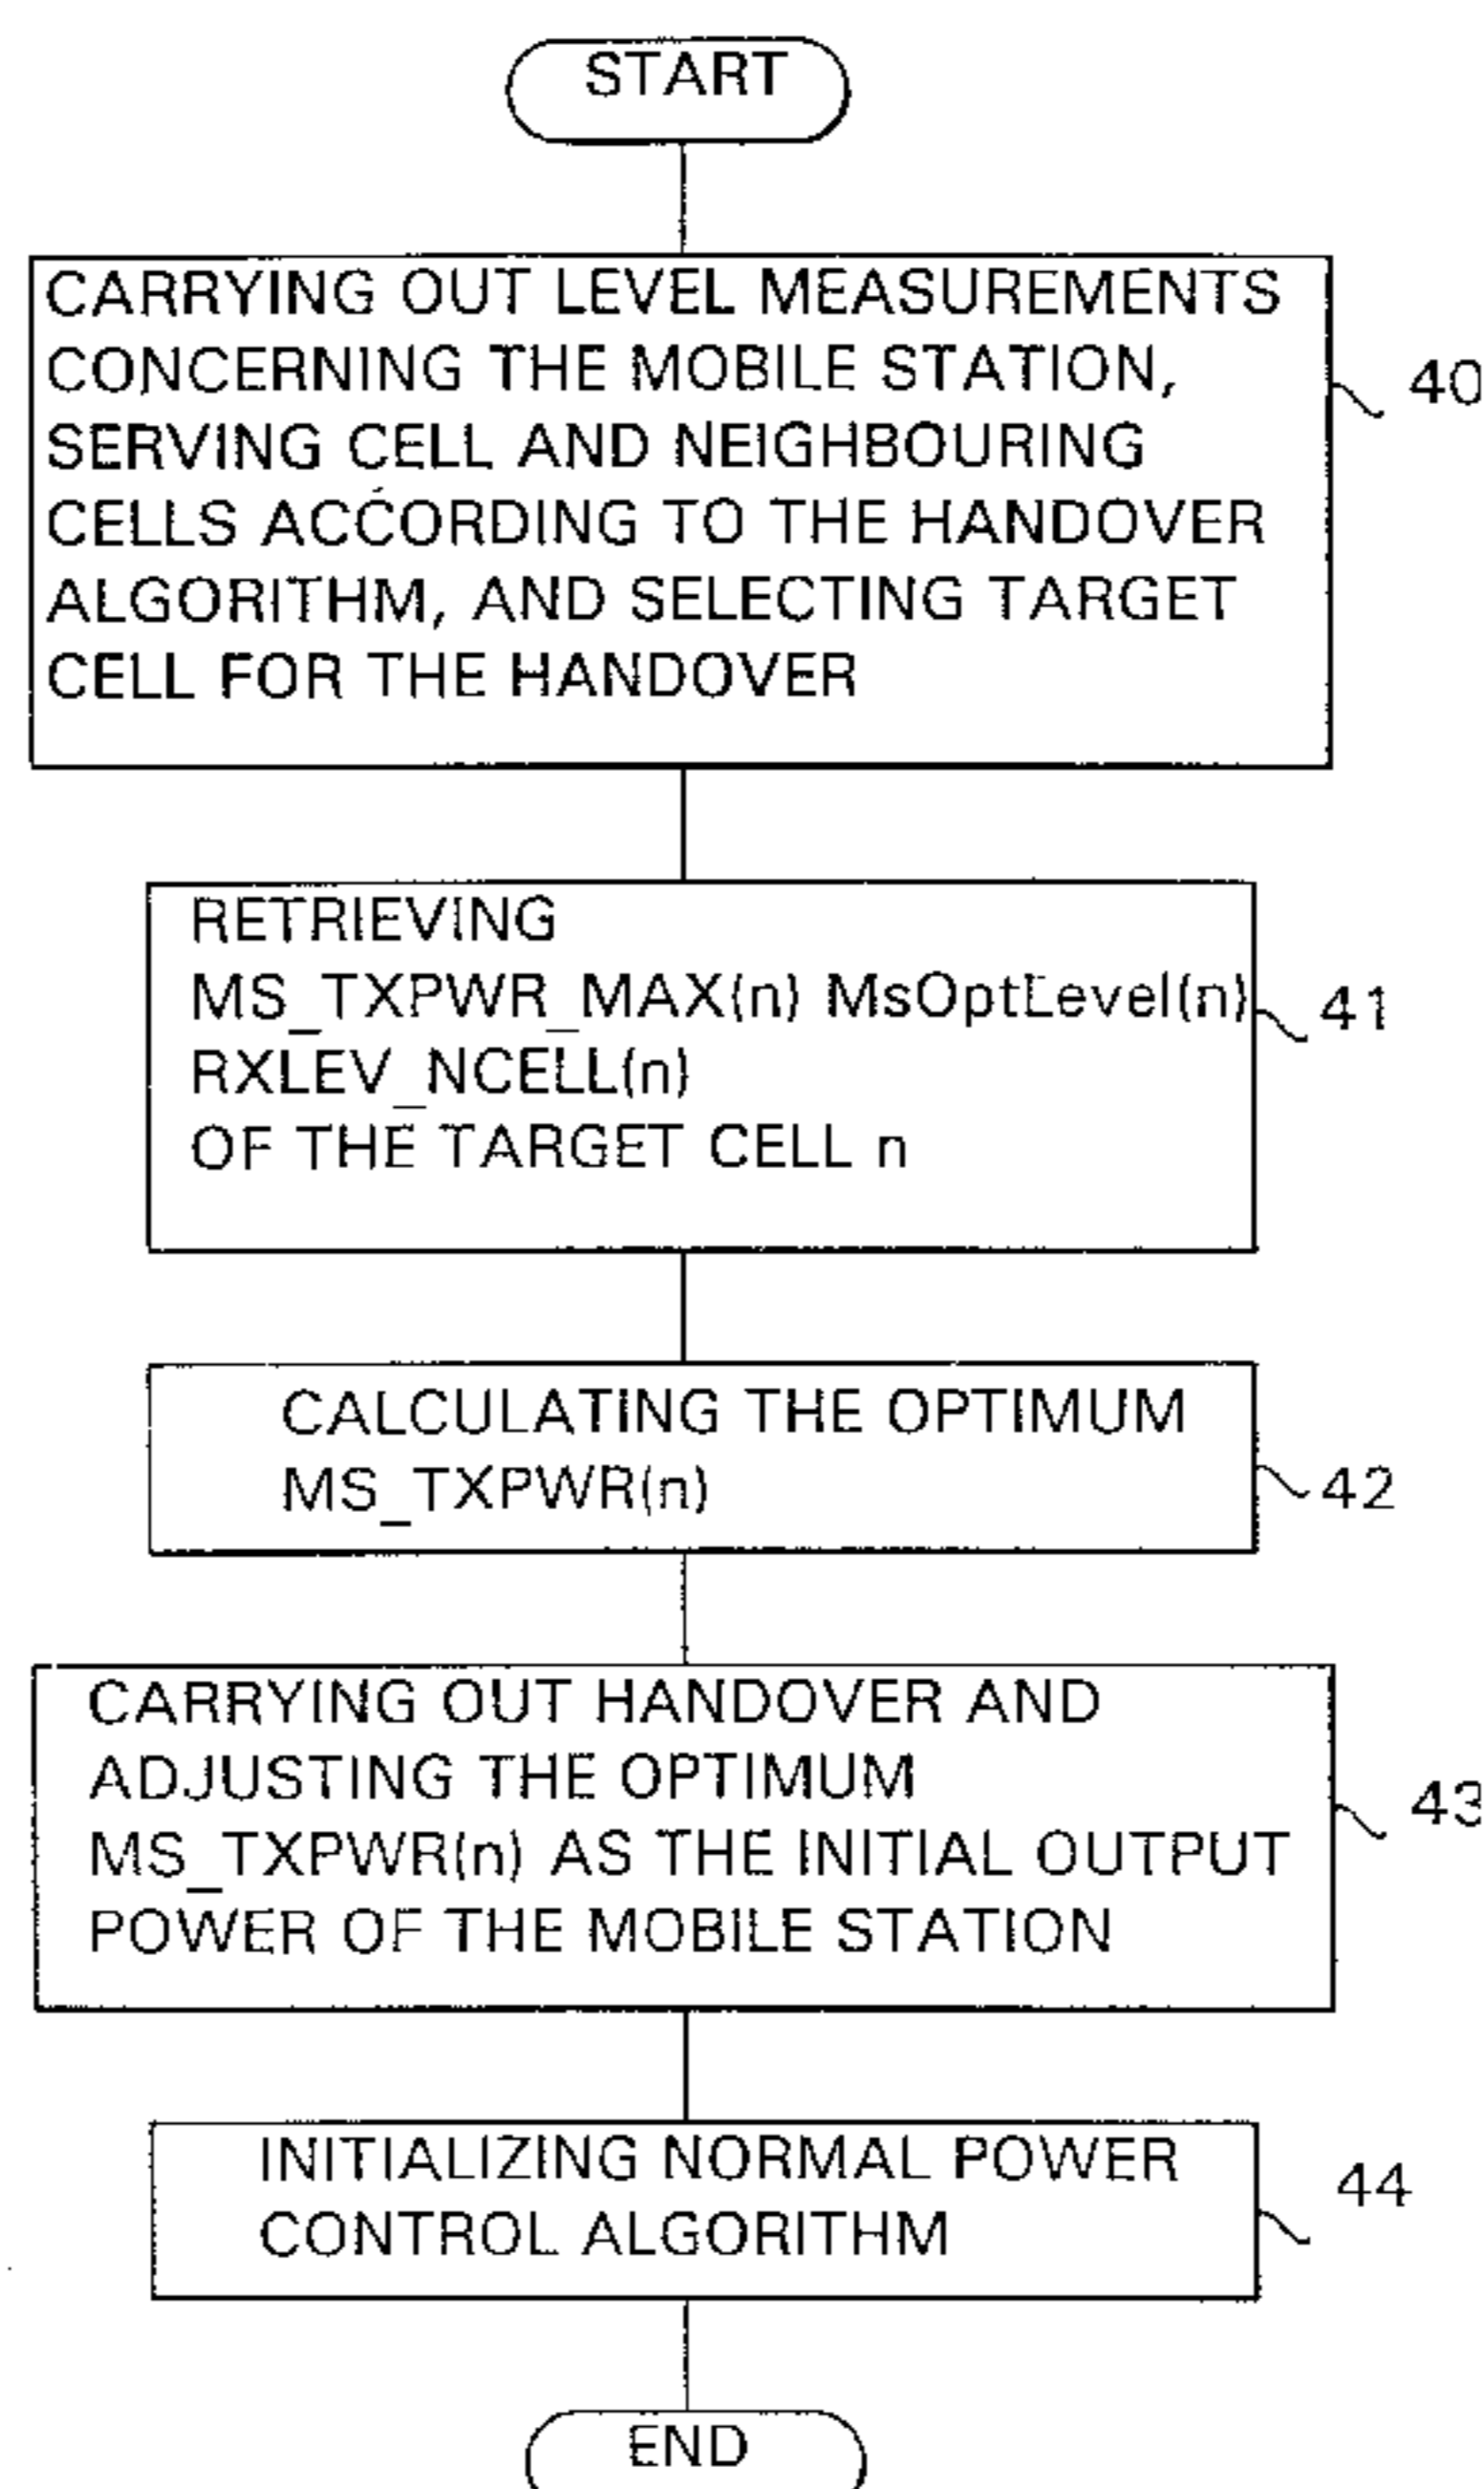 START
CARRYING OUT LEVEL MEASUREMENTS
CONCERNING THE MOBILE STATION,
SERVING CELL AND NEIGHBOURING
CELLS ACCORDING TO THE HANDOVER
ALGORITHM, AND SELECTING TARGET
CELL FOR THE HANDOVER
40
RETRIEVING
MS_TXPWR_MAX(n) MsOptLevel(n)
RXLEV_NCELL(n)
OF THE TARGET CELL n
41
CALCULATING THE OPTIMUM
MS_TXPWR(n)
42
CARRYING OUT HANDOVER AND
ADJUSTING THE OPTIMUM
MS_TXPWR(n) AS THE INITIAL OUTPUT
POWER OF THE MOBILE STATION
43
INITIALIZING NORMAL POWER
CONTROL ALGORITHM
44
END